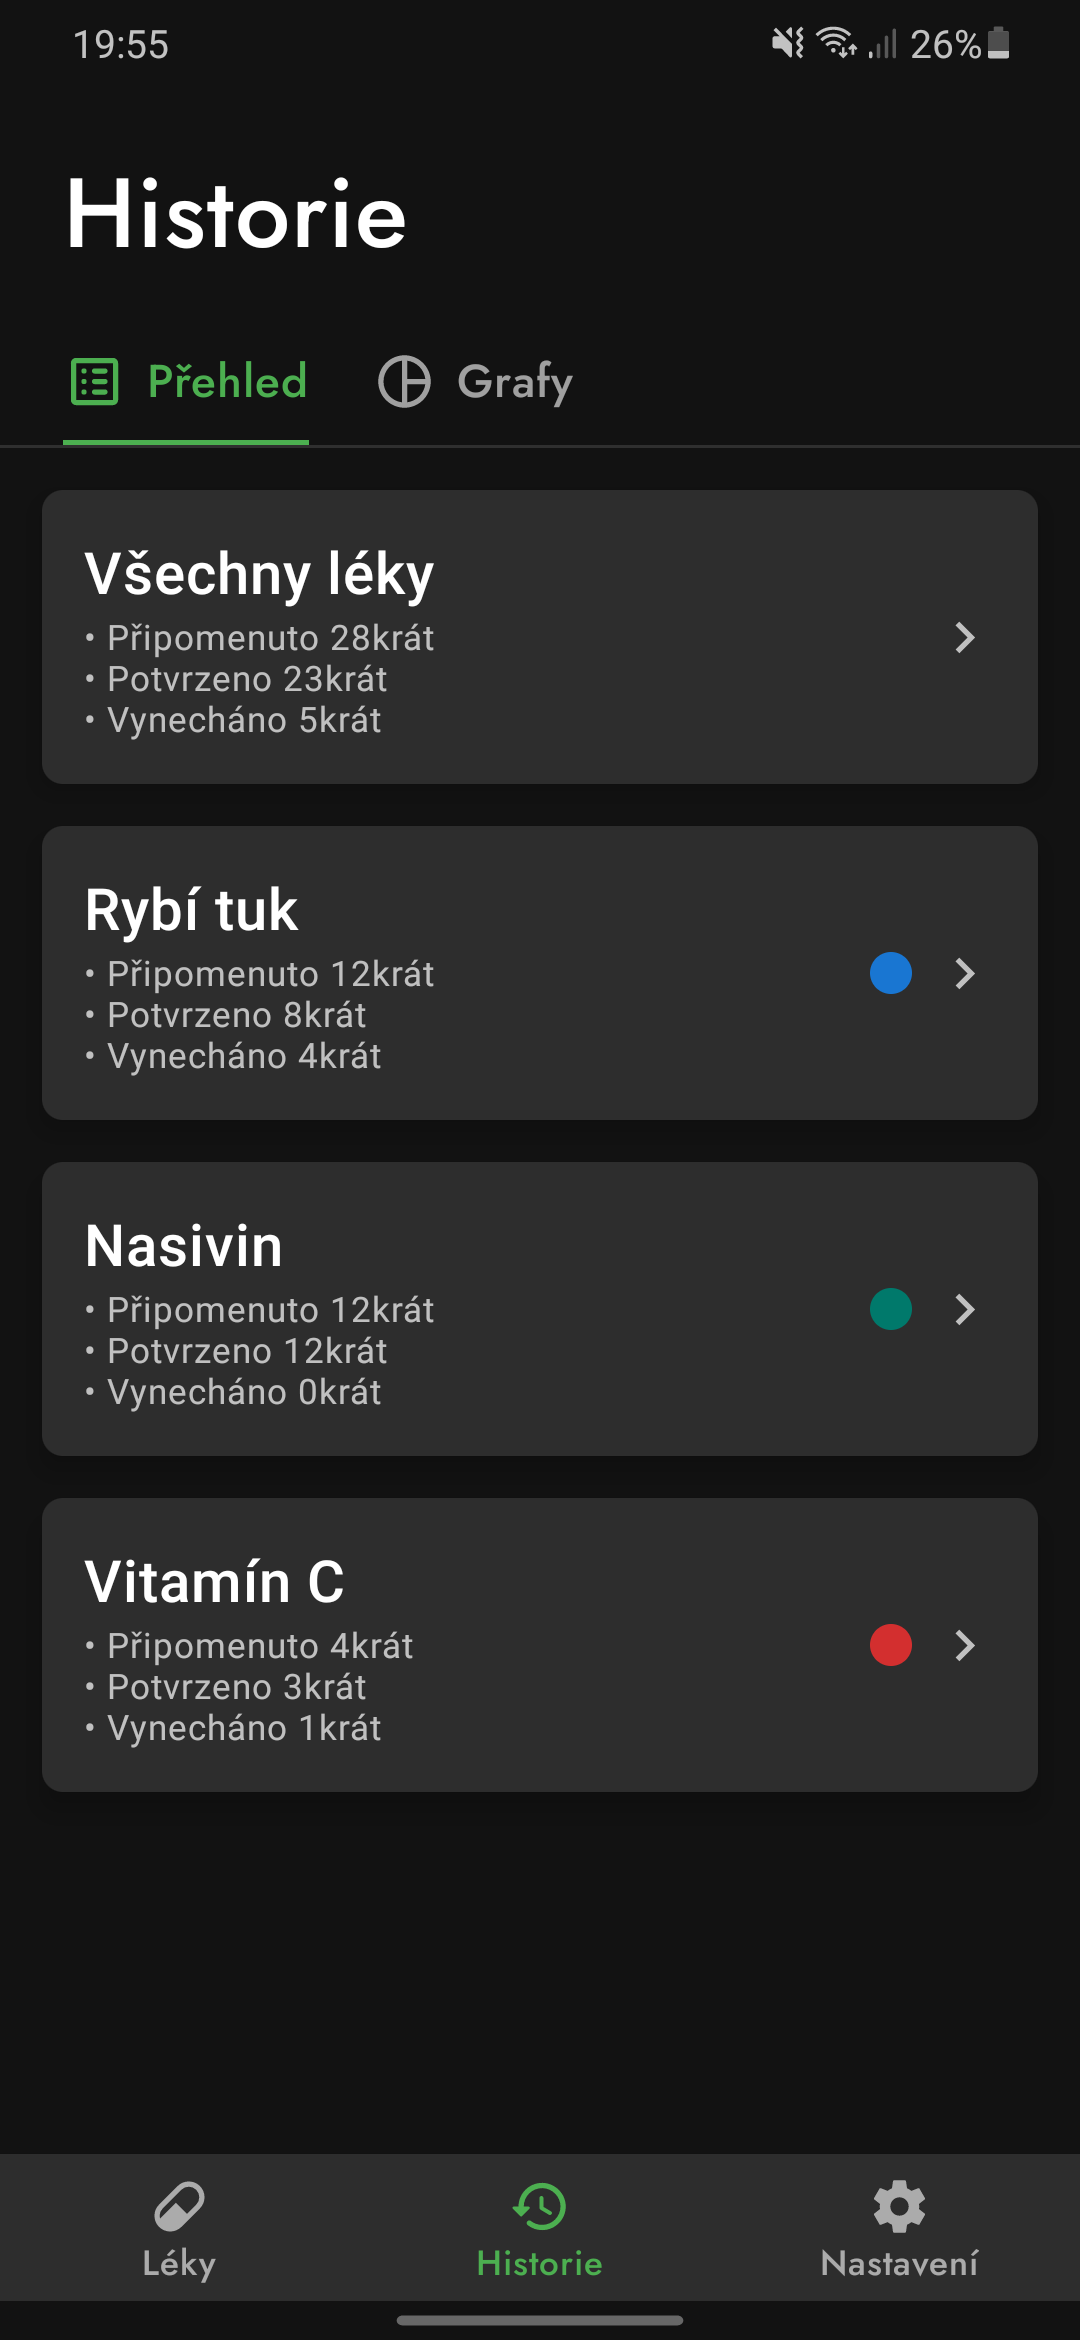 19:55 26%
Historie
Přehled Grafy
Všechny léky
• Připomenuto 28krát
• Potvrzeno 23krát
• Vynecháno 5krát
Rybí tuk
• Připomenuto 12krát
• Potvrzeno 8krát
• Vynecháno 4krát
Nasivin
• Připomenuto 12krát
• Potvrzeno 12krát
• Vynecháno 0krát
Vitamín C
• Připomenuto 4krát
• Potvrzeno 3krát
• Vynecháno 1krát
Léky Historie Nastavení